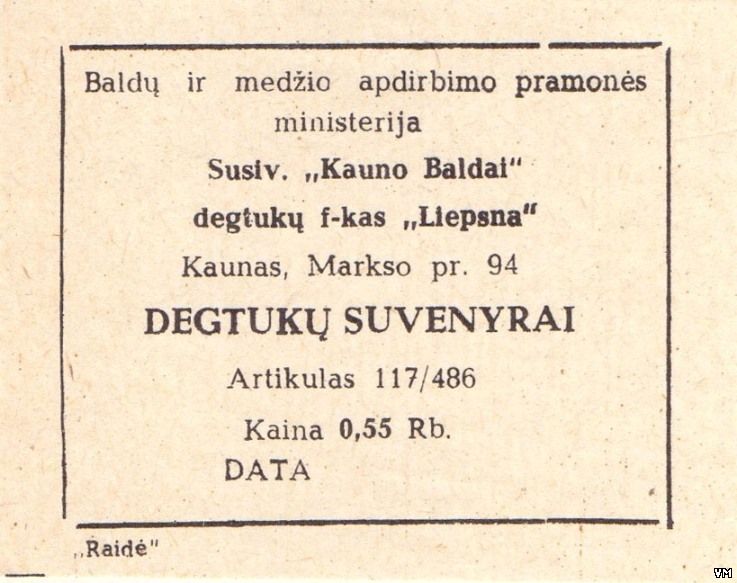 Baldų ir medžio apdirbimo pramonės
ministerija
Susiv. „Kauno Baldai“
degtukų f-kas „Liepsna“
Kaunas, Markso pr. 94
DEGTUKŲ SUVENYRAI
Artikulas 117/486
Kaina 0,55 Rb.
DATA
„Raidė“
VM